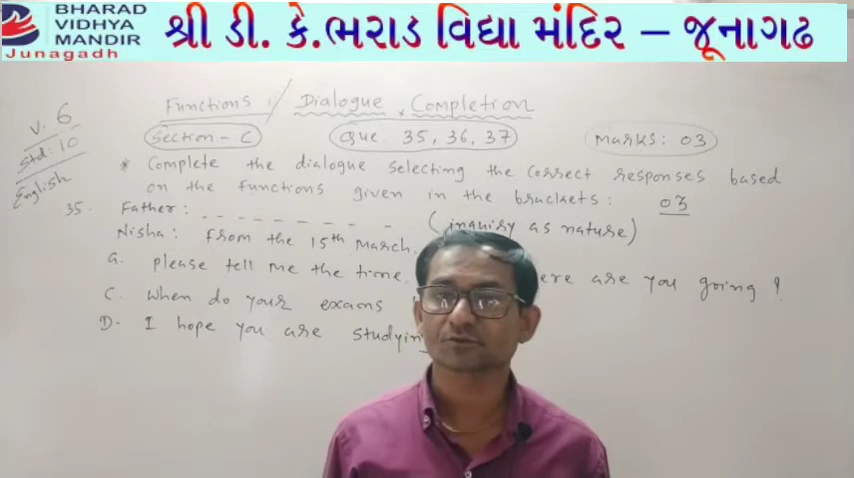 BHARAD
VIDHYA
MANDIR
Junagadh
શ્રી ડી. કે.ભરાડ વિદ્યા મંદિર – જૂનાગઢ
V. 6
Std: 10
English
Functions / Dialogue Completion
Section - C
Que. 35, 36, 37
Marks: 03
* Complete the dialogue selecting the correct responses based
on the functions given in the brackets: 03
35. Father: _ _ _ _ _ _ _ _ (inquiry as nature)
Nisha: From the 15th March.
A. please tell me the time. ere are you going?
C. When do your exams
D. I hope you are studyin